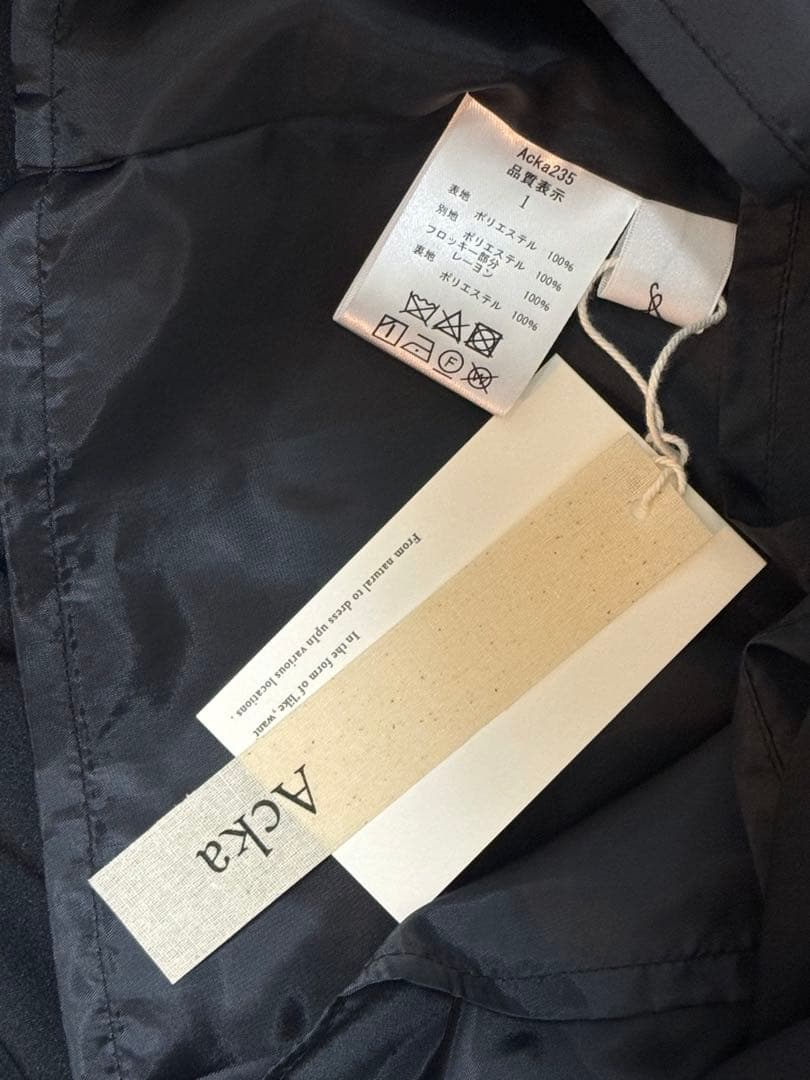 Acka235
品質表示
1
表地 ポリエステル 100%
別地 ポリエステル 100%
フロッキー部分
レーヨン 100%
裏地 ポリエステル 100%
F
W
From natural to dress upIn various locations .
In the form of 'like , want
Acka